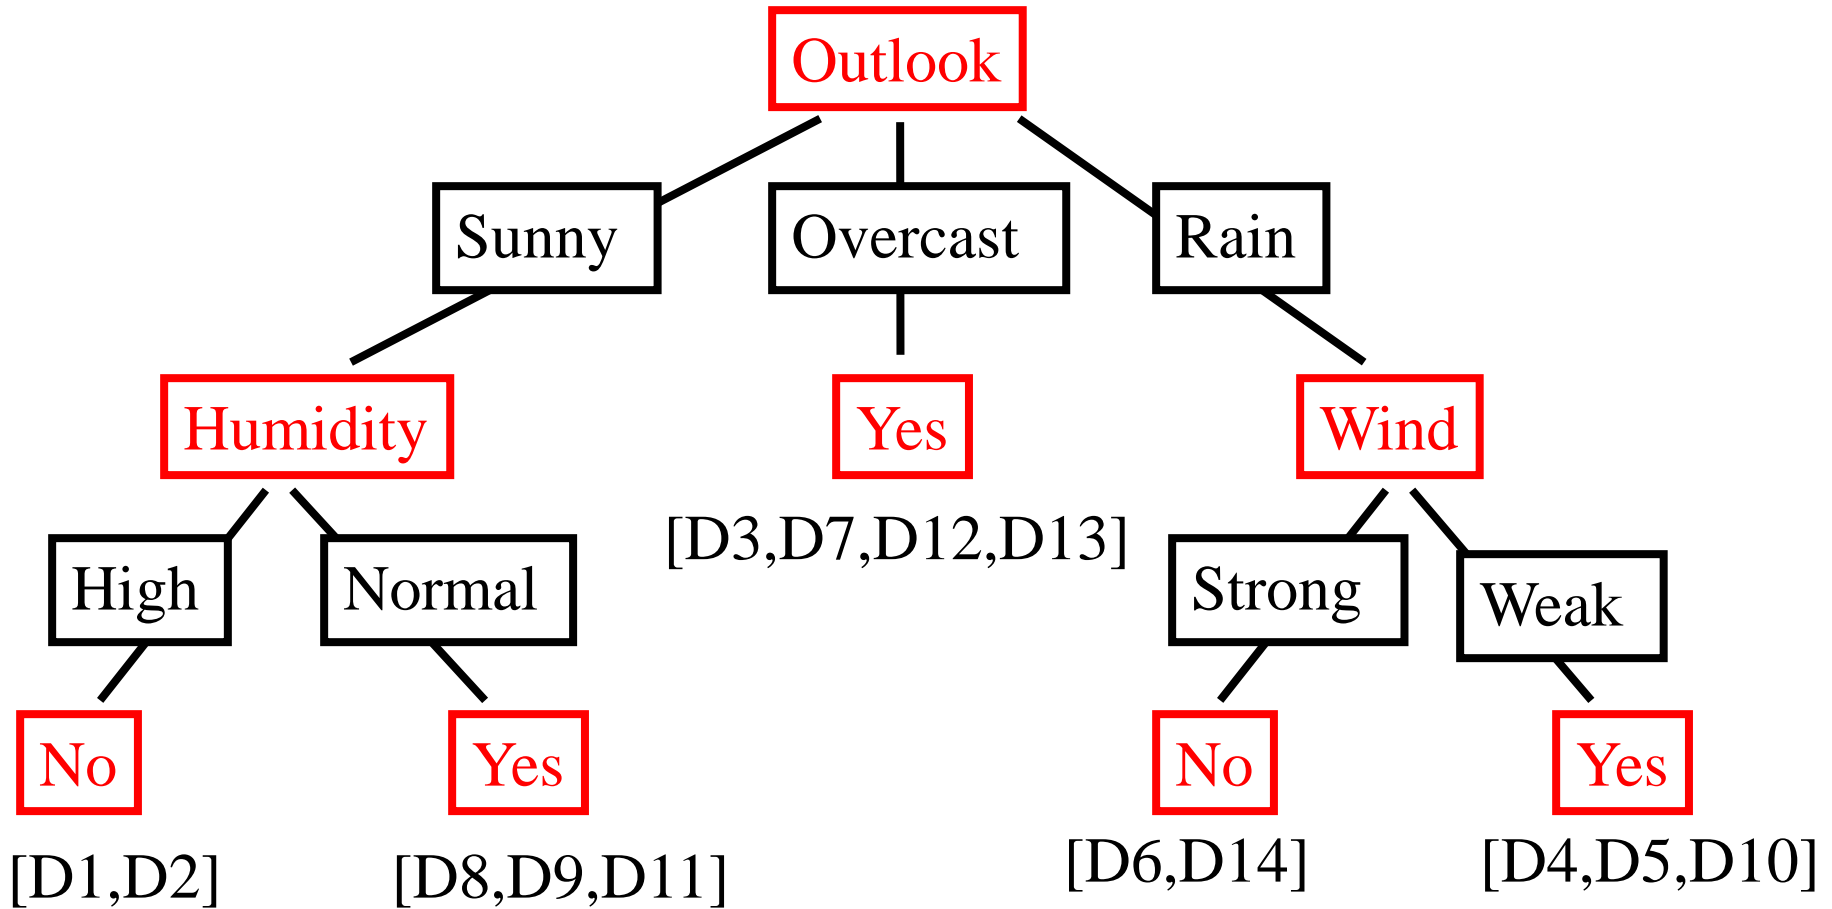 Outlook
Sunny Overcast Rain
Humidity Yes Wind
[D3,D7,D12,D13]
High Normal Strong Weak
No Yes No Yes
[D1,D2] [D8,D9,D11] [D6,D14] [D4,D5,D10]